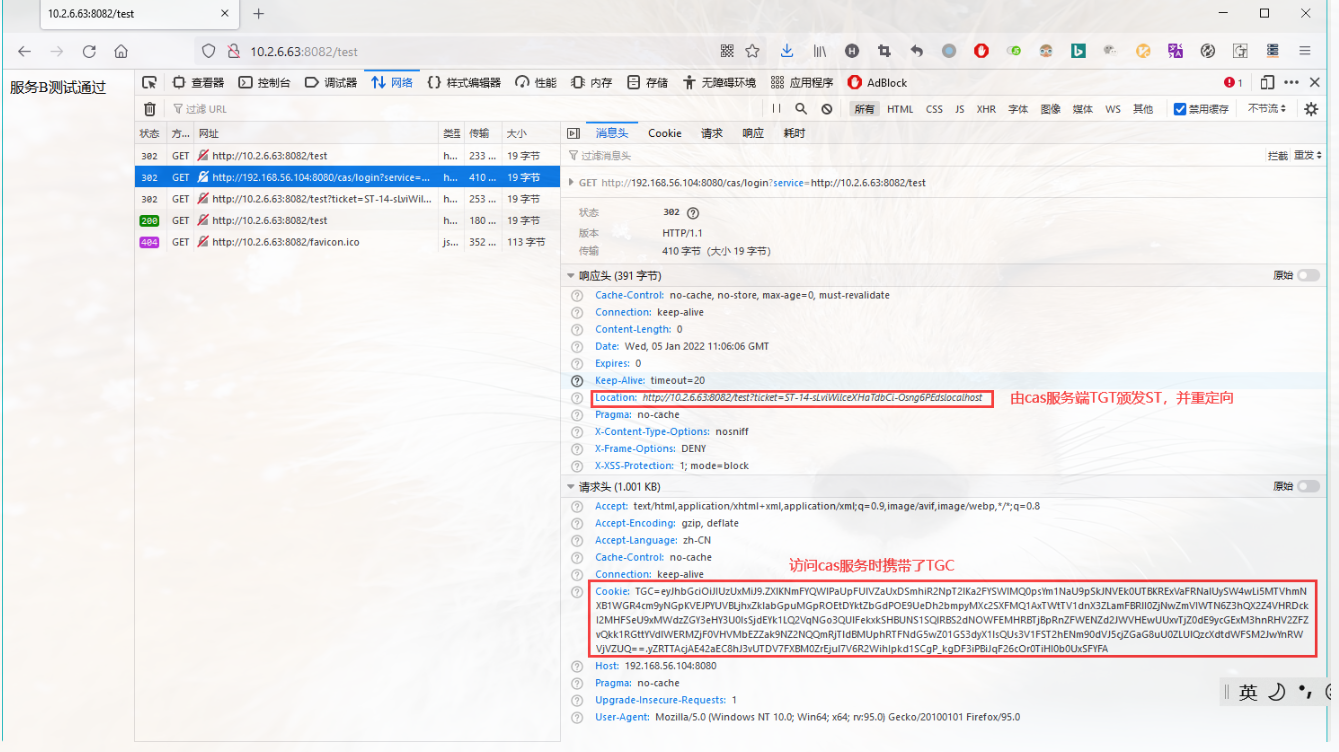 10.2.6.63:8082/test
10.2.6.63:8082/test
服务B测试通过
查看器 控制台 调试器 网络 样式编辑器 性能 内存 存储 无障碍环境 应用程序 AdBlock 1
过滤 URL 所有 HTML CSS JS XHR 字体 图像 媒体 WS 其他 禁用缓存 不节流
状态 方... 网址 类型 传输 大小
302 GET http://10.2.6.63:8082/test h... 233 ... 19 字节
302 GET http://192.168.56.104:8080/cas/login?service=... h... 410 ... 19 字节
302 GET http://10.2.6.63:8082/test?ticket=ST-14-sLviWil... h... 253 ... 19 字节
200 GET http://10.2.6.63:8082/test h... 180 ... 19 字节
404 GET http://10.2.6.63:8082/favicon.ico js... 352 ... 113 字节
消息头 Cookie 请求 响应 耗时
过滤消息头 拦截 重发
GET http://192.168.56.104:8080/cas/login?service=http://10.2.6.63:8082/test
状态 302
版本 HTTP/1.1
传输 410 字节 (大小 19 字节)
响应头 (391 字节) 原始
Cache-Control: no-cache, no-store, max-age=0, must-revalidate
Connection: keep-alive
Content-Length: 0
Date: Wed, 05 Jan 2022 11:06:06 GMT
Expires: 0
Keep-Alive: timeout=20
Location: http://10.2.6.63:8082/test?ticket=ST-14-sLviWilceXHaTdbCi-Osng6PEdslocalhost
由cas服务端TGT颁发ST，并重定向
Pragma: no-cache
X-Content-Type-Options: nosniff
X-Frame-Options: DENY
X-XSS-Protection: 1; mode=block
请求头 (1.001 KB) 原始
Accept: text/html,application/xhtml+xml,application/xml;q=0.9,image/avif,image/webp,*/*;q=0.8
Accept-Encoding: gzip, deflate
Accept-Language: zh-CN
Cache-Control: no-cache
访问cas服务时携带了TGC
Connection: keep-alive
Cookie:
Host: 192.168.56.104:8080
Pragma: no-cache
Upgrade-Insecure-Requests: 1
User-Agent: Mozilla/5.0 (Windows NT 10.0; Win64; x64; rv:95.0) Gecko/20100101 Firefox/95.0
英